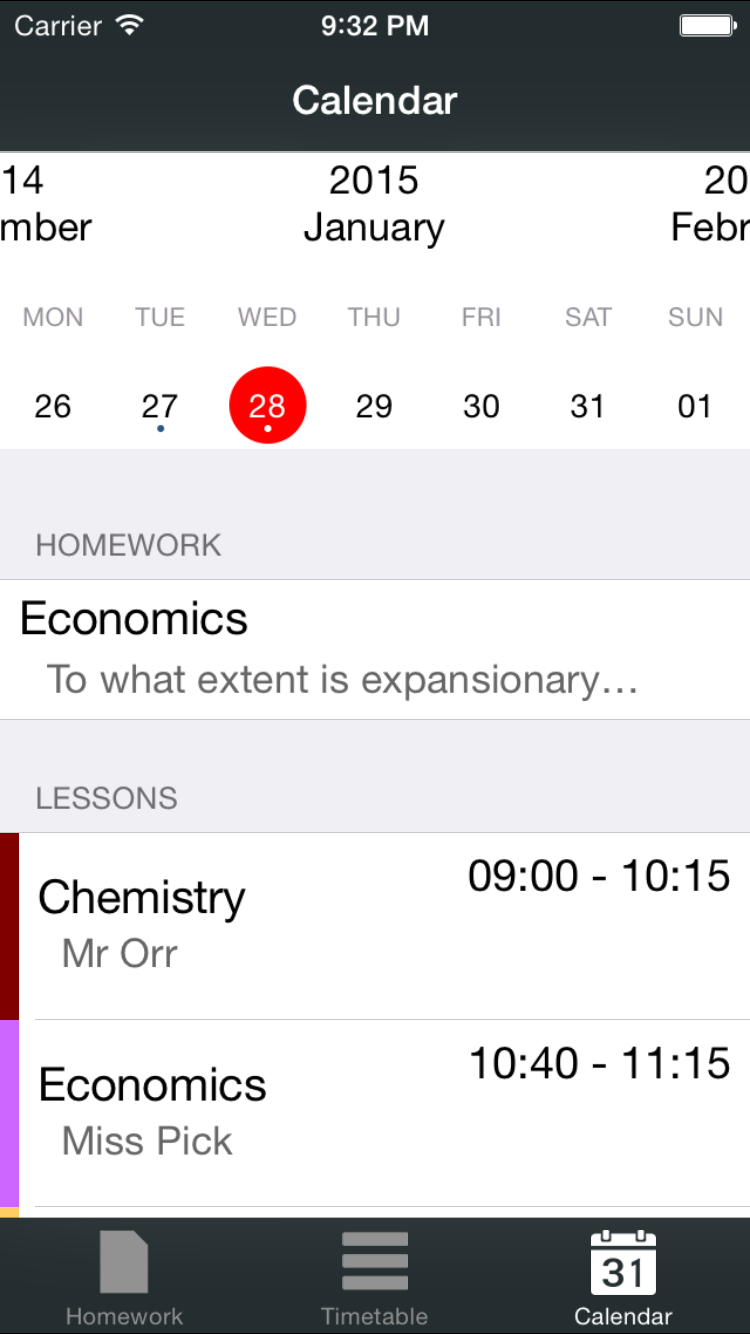 Carrier 9:32 PM
Calendar
14 2015 20
mber January Febr
MON TUE WED THU FRI SAT SUN
26 27 28 29 30 31 01
HOMEWORK
Economics
To what extent is expansionary...
LESSONS
Chemistry 09:00 - 10:15
Mr Orr
Economics 10:40 - 11:15
Miss Pick
31
Homework Timetable Calendar